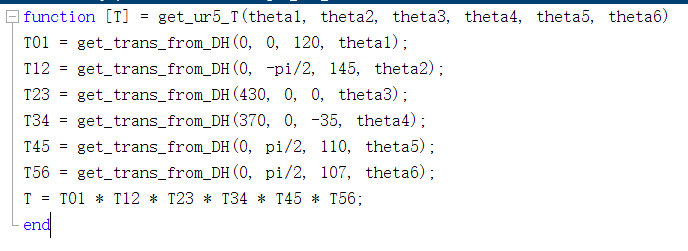 function [T] = get_ur5_T(theta1, theta2, theta3, theta4, theta5, theta6)
T01 = get_trans_from_DH(0, 0, 120, theta1);
T12 = get_trans_from_DH(0, -pi/2, 145, theta2);
T23 = get_trans_from_DH(430, 0, 0, theta3);
T34 = get_trans_from_DH(370, 0, -35, theta4);
T45 = get_trans_from_DH(0, pi/2, 110, theta5);
T56 = get_trans_from_DH(0, pi/2, 107, theta6);
T = T01 * T12 * T23 * T34 * T45 * T56;
end